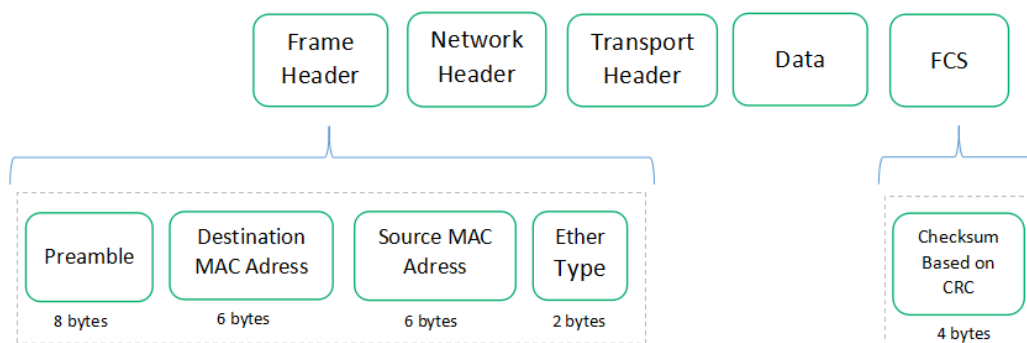 Frame
Header
Network
Header
Transport
Header
Data
FCS
Preamble
Destination
MAC Adress
Source MAC
Adress
Ether
Type
Checksum
Based on
CRC
8 bytes
6 bytes
6 bytes
2 bytes
4 bytes